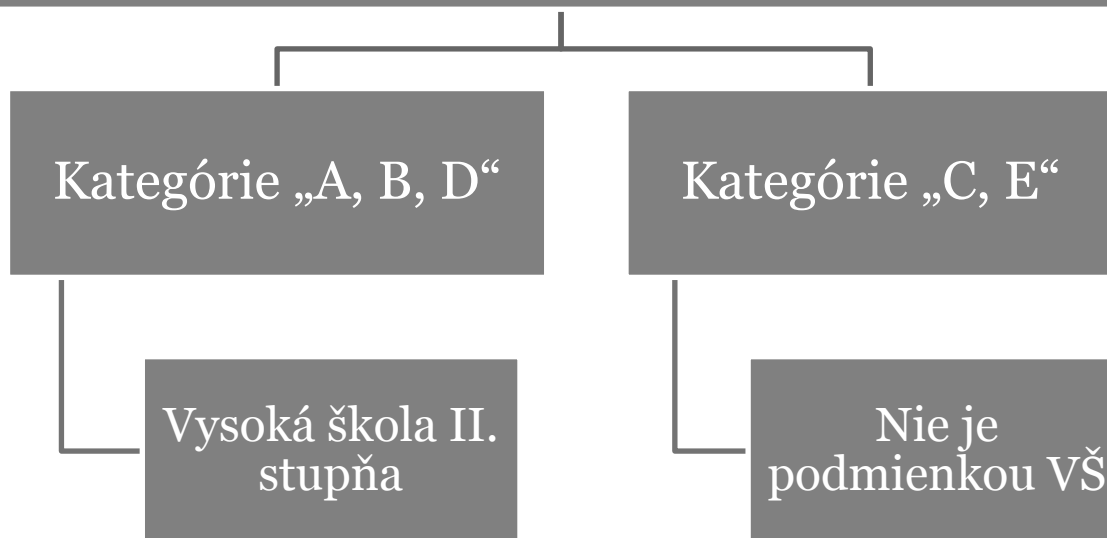 Kategórie „A, B, D“
Kategórie „C, E“
Vysoká škola II.
stupňa
Nie je
podmienkou VŠ